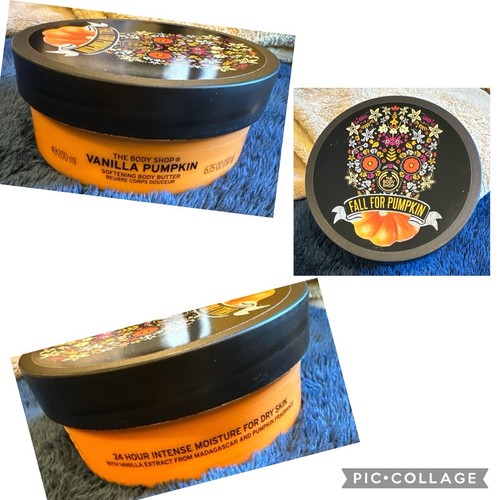 THE BODY SHOP®
VANILLA PUMPKIN
SOFTENING BODY BUTTER
BEURRE CORPS DOUCEUR
℮200 ml
6.75 OZ
FALL FOR PUMPKIN
24 HOUR INTENSE MOISTURE FOR DRY SKIN
WITH VANILLA EXTRACT FROM MADAGASCAR AND PUMPKIN FRAGRANCE
PIC•COLLAGE